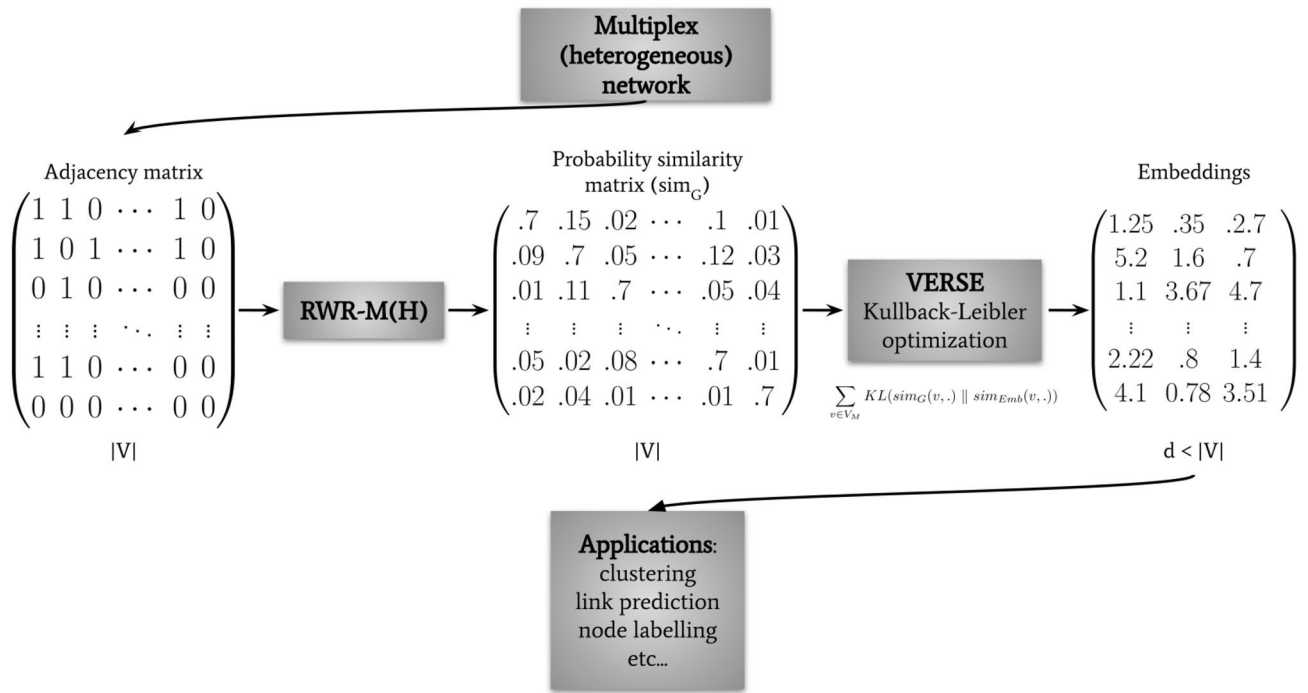 Multiplex
(heterogeneous)
network
Adjacency matrix
1 1 0 ⋯ 1 0
1 0 1 ⋯ 1 0
0 1 0 ⋯ 0 0
⋮ ⋮ ⋮ ⋱ ⋮ ⋮
1 1 0 ⋯ 0 0
0 0 0 ⋯ 0 0
|V|
RWR-M(H)
Probability similarity
matrix (sim_G)
.7 .15 .02 ⋯ .1 .01
.09 .7 .05 ⋯ .12 .03
.01 .11 .7 ⋯ .05 .04
⋮ ⋮ ⋮ ⋱ ⋮ ⋮
.05 .02 .08 ⋯ .7 .01
.02 .04 .01 ⋯ .01 .7
|V|
VERSE
Kullback-Leibler
optimization
∑_{v∈V_M} KL(sim_G(v,.) ∥ sim_{Emb}(v,.))
Embeddings
1.25 .35 .2.7
5.2 1.6 .7
1.1 3.67 4.7
⋮ ⋮ ⋮
2.22 .8 1.4
4.1 0.78 3.51
d < |V|
Applications:
clustering
link prediction
node labelling
etc...